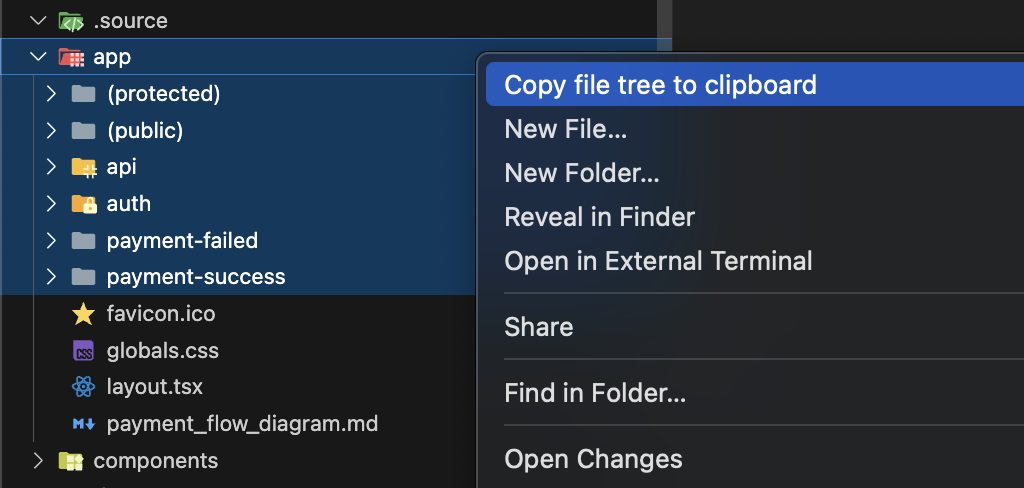 .source
app
(protected)
(public)
api
auth
payment-failed
payment-success
favicon.ico
globals.css
layout.tsx
payment_flow_diagram.md
components
Copy file tree to clipboard
New File...
New Folder...
Reveal in Finder
Open in External Terminal
Share
Find in Folder...
Open Changes